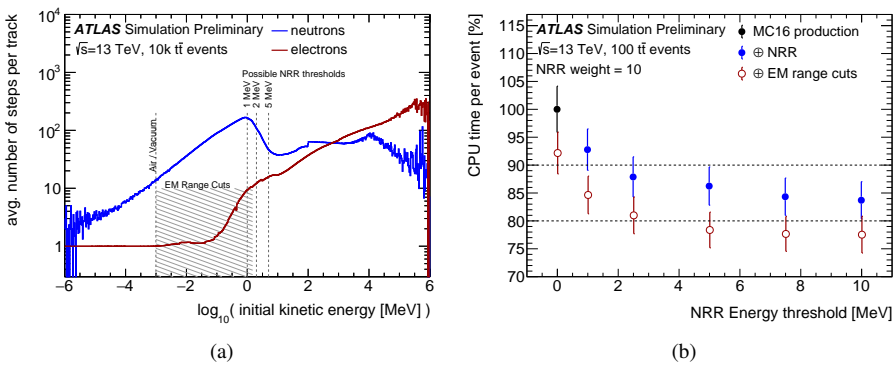 ATLAS Simulation Preliminary
√s=13 TeV, 10k tt̄ events
neutrons
electrons
Possible NRR thresholds
1 MeV
2 MeV
5 MeV
Air / Vacuum
EM Range Cuts
avg. number of steps per track
10⁴
10³
10²
10
1
−6 −4 −2 0 2 4 6
log₁₀( initial kinetic energy [MeV] )
(a)
ATLAS Simulation Preliminary
√s=13 TeV, 100 tt̄ events
NRR weight = 10
MC16 production
⊕ NRR
⊕ EM range cuts
CPU time per event [%]
115
110
105
100
95
90
85
80
75
70
0 2 4 6 8 10
NRR Energy threshold [MeV]
(b)